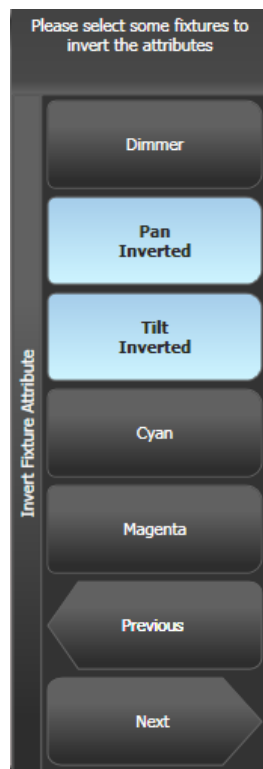 Please select some fixtures to
invert the attributes
Invert Fixture Attribute
Dimmer
Pan
Inverted
Tilt
Inverted
Cyan
Magenta
Previous
Next